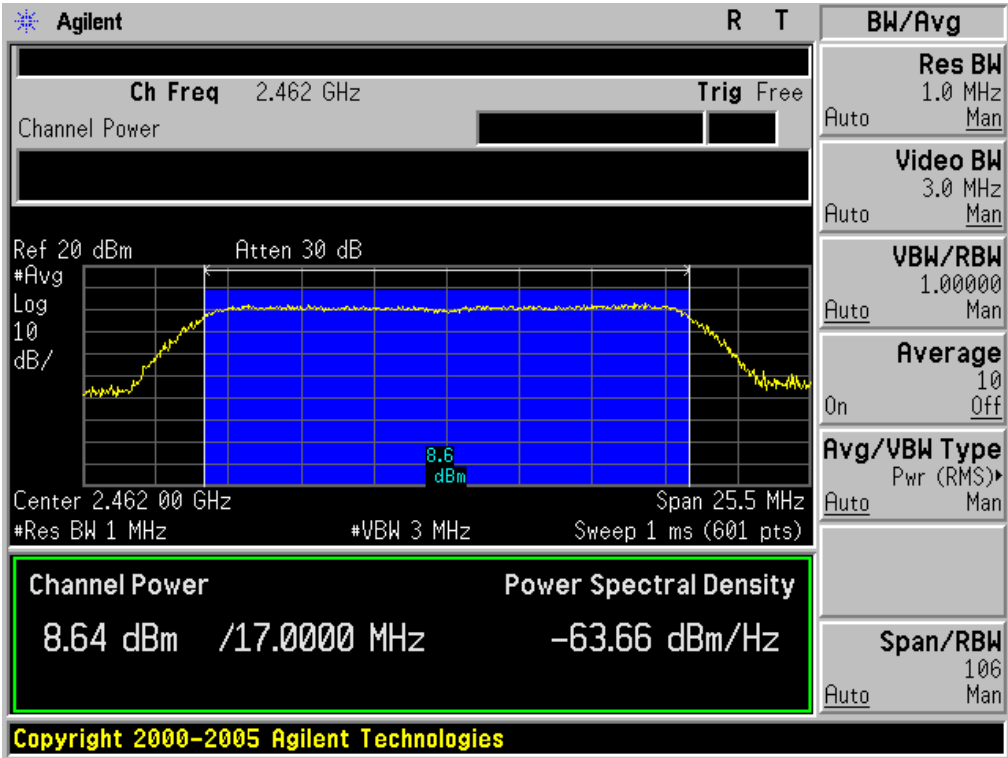 Agilent R T
Ch Freq 2.462 GHz Trig Free
Channel Power
Ref 20 dBm Atten 30 dB
#Avg
Log
10
dB/
8.6
dBm
Center 2.462 00 GHz Span 25.5 MHz
#Res BW 1 MHz #VBW 3 MHz Sweep 1 ms (601 pts)
Channel Power Power Spectral Density
8.64 dBm /17.0000 MHz -63.66 dBm/Hz
Copyright 2000-2005 Agilent Technologies
BW/Avg
Res BW
1.0 MHz
Auto Man
Video BW
3.0 MHz
Auto Man
VBW/RBW
1.00000
Auto Man
Average
10
On Off
Avg/VBW Type
Pwr (RMS)▸
Auto Man
Span/RBW
106
Auto Man